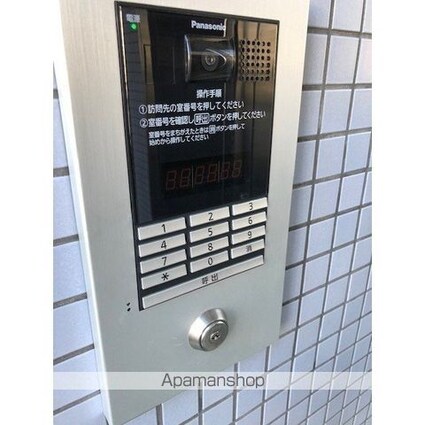 電源
Panasonic
操作手順
①訪問先の室番号を押してください
②室番号を確認し呼出ボタンを押してください
室番号をまちがえたときは消ボタンを押して
始めから操作してください
1 2 3
4 5 6
7 8 9
* 0 消
呼出
Apamanshop